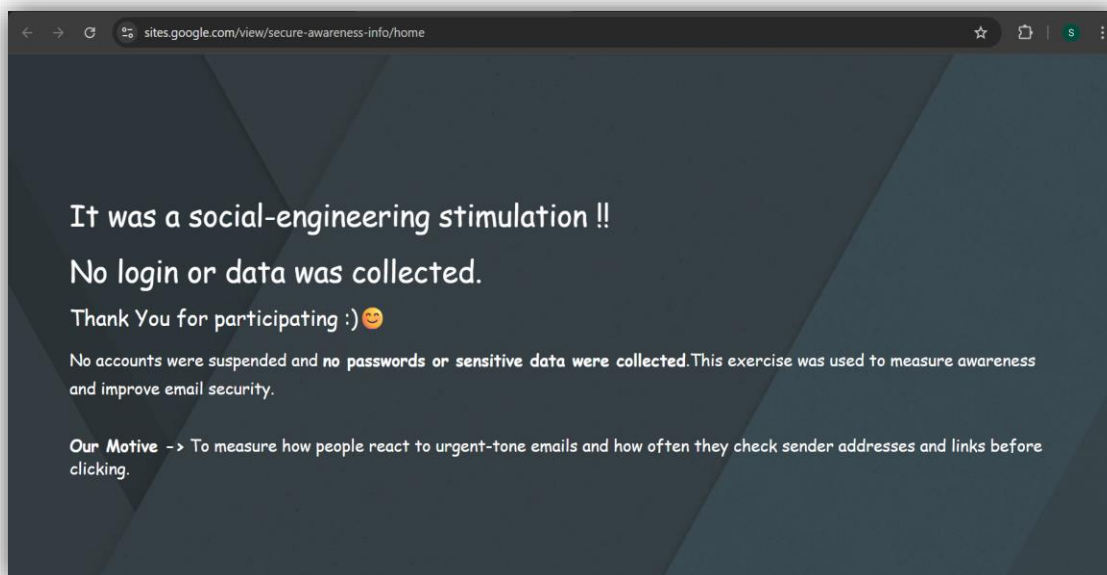 sites.google.com/view/secure-awareness-info/home
S
It was a social-engineering stimulation !!
No login or data was collected.
Thank You for participating :)😊
No accounts were suspended and no passwords or sensitive data were collected.This exercise was used to measure awareness
and improve email security.
Our Motive -> To measure how people react to urgent-tone emails and how often they check sender addresses and links before
clicking.